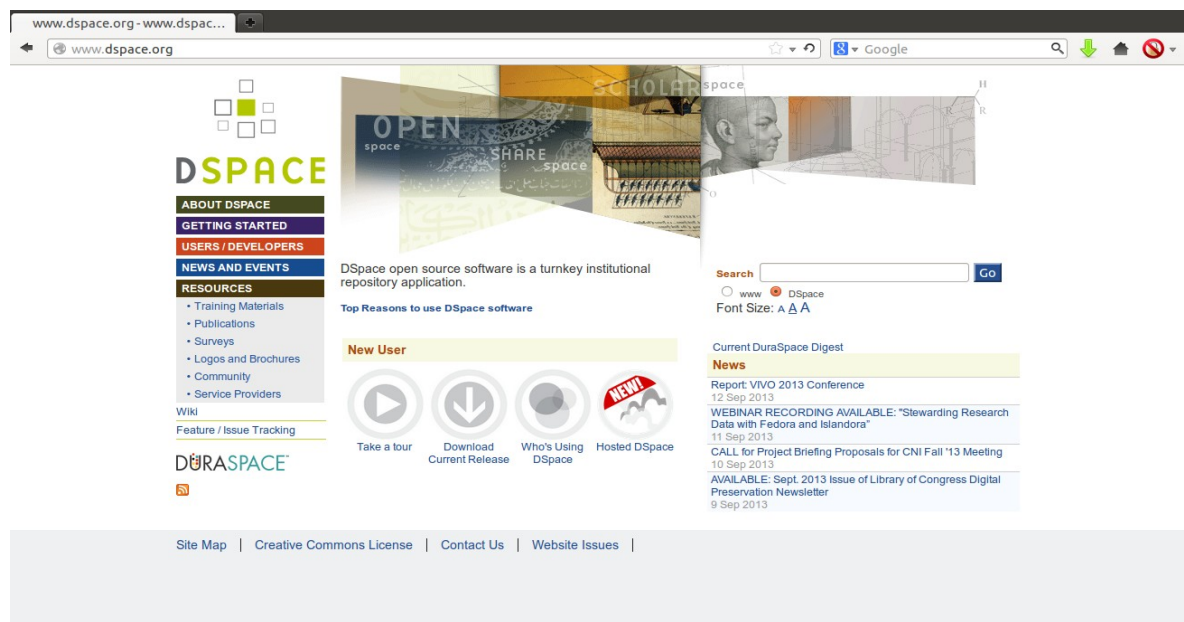 www.dspace.org - www.dspac...
www.dspace.org
Google
DSPACE
ABOUT DSPACE
GETTING STARTED
USERS / DEVELOPERS
NEWS AND EVENTS
RESOURCES
• Training Materials
• Publications
• Surveys
• Logos and Brochures
• Community
• Service Providers
Wiki
Feature / Issue Tracking
DURASPACE
OPEN
space
SHARE
space
SCHOLAR
space
H
R
R
O
DSpace open source software is a turnkey institutional
repository application.
Top Reasons to use DSpace software
New User
NEW!
Take a tour
Download
Current Release
Who's Using
DSpace
Hosted DSpace
Search
Go
www DSpace
Font Size: A A A
Current DuraSpace Digest
News
Report: VIVO 2013 Conference
12 Sep 2013
WEBINAR RECORDING AVAILABLE: "Stewarding Research
Data with Fedora and Islandora"
11 Sep 2013
CALL for Project Briefing Proposals for CNI Fall '13 Meeting
10 Sep 2013
AVAILABLE: Sept. 2013 Issue of Library of Congress Digital
Preservation Newsletter
9 Sep 2013
Site Map | Creative Commons License | Contact Us | Website Issues |